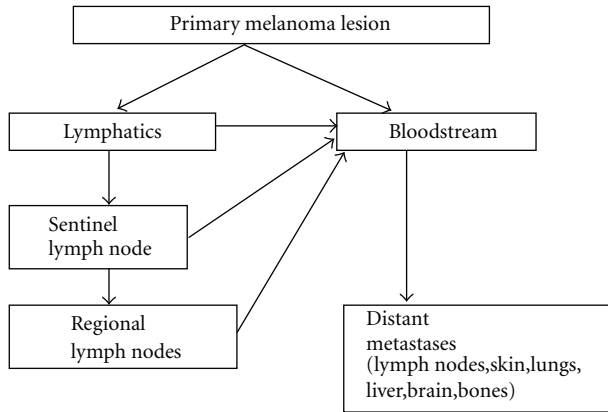 Primary melanoma lesion
Lymphatics
Bloodstream
Sentinel
lymph node
Regional
lymph nodes
Distant
metastases
(lymph nodes,skin,lungs,
liver,brain,bones)